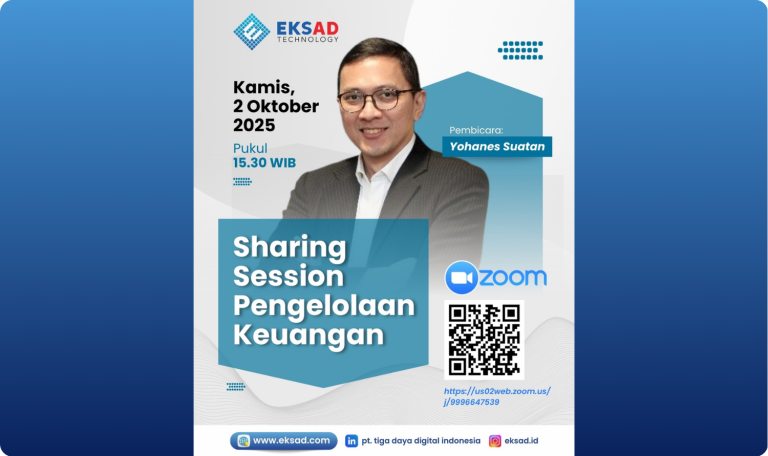 EKSAD
TECHNOLOGY
Kamis,
2 Oktober
2025
Pukul
15.30 WIB
Pembicara:
Yohanes Suatan
Sharing
Session
Pengelolaan
Keuangan
zoom
https://us02web.zoom.us/
j/9996647539
www.eksad.com
pt. tiga daya digital indonesia
eksad.id